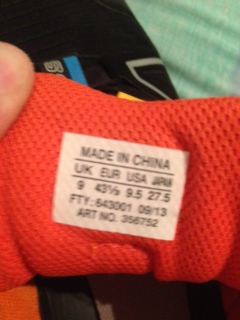 MADE IN CHINA
UK EUR USA JAPAN
9 43⅓ 9.5 27.5
FTY.:643001 09/13
ART NO. 356752